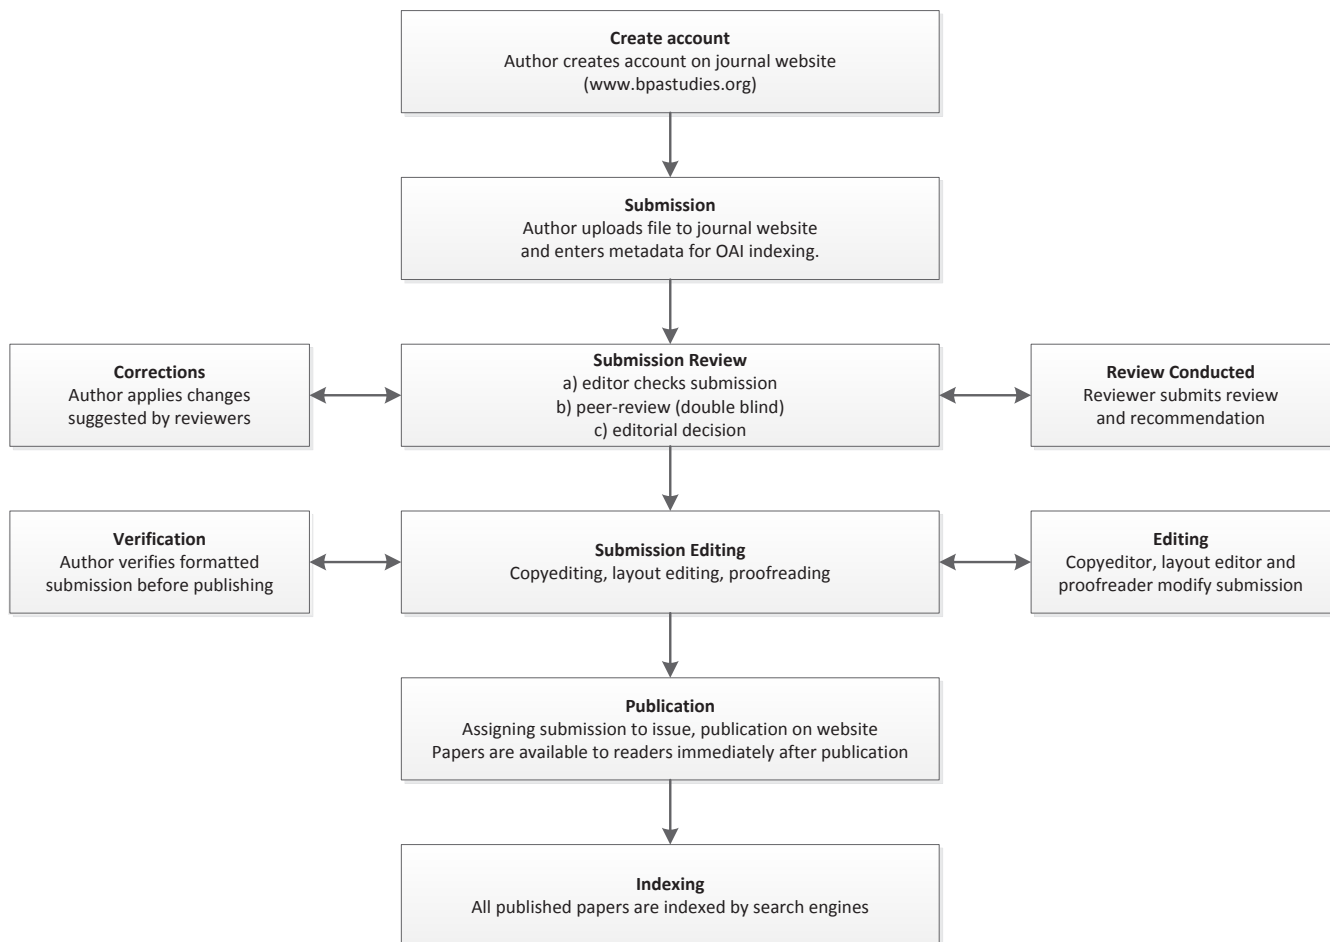 Create account
Author creates account on journal website
(www.bpastudies.org)
Submission
Author uploads file to journal website
and enters metadata for OAI indexing.
Corrections
Author applies changes
suggested by reviewers
Submission Review
a) editor checks submission
b) peer-review (double blind)
c) editorial decision
Review Conducted
Reviewer submits review
and recommendation
Verification
Author verifies formatted
submission before publishing
Submission Editing
Copyediting, layout editing, proofreading
Editing
Copyeditor, layout editor and
proofreader modify submission
Publication
Assigning submission to issue, publication on website
Papers are available to readers immediately after publication
Indexing
All published papers are indexed by search engines